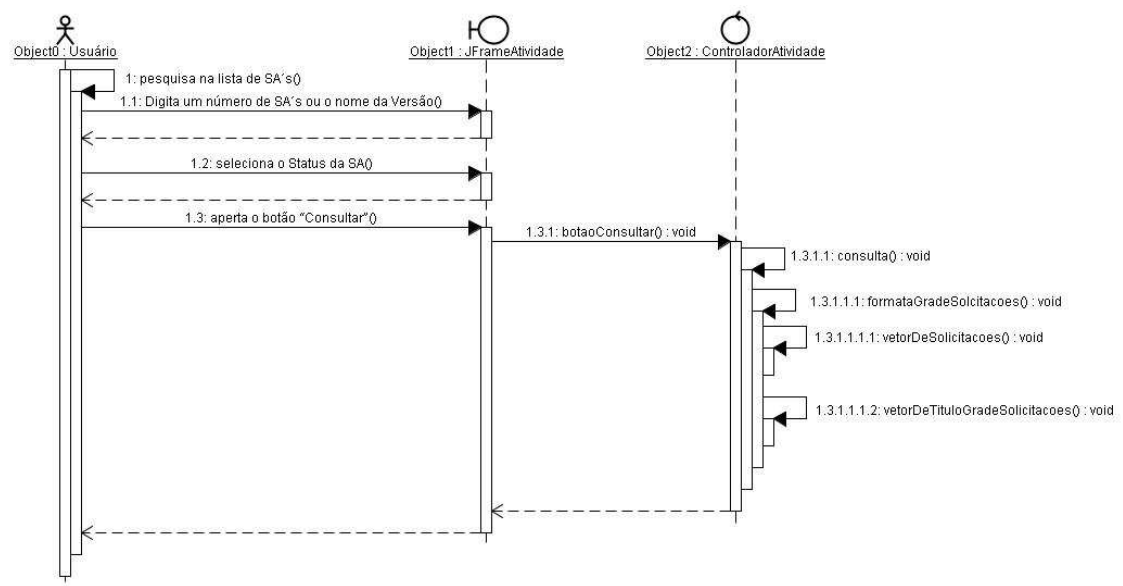 Object0 : Usuário
Object1 : JFrameAtividade
Object2 : ControladorAtividade
1: pesquisa na lista de SA´s()
1.1: Digita um número de SA´s ou o nome da Versão()
1.2: seleciona o Status da SA()
1.3: aperta o botão "Consultar"()
1.3.1: botaoConsultar() : void
1.3.1.1: consulta() : void
1.3.1.1.1: formataGradeSolcitacoes() : void
1.3.1.1.1.1: vetorDeSolicitacoes() : void
1.3.1.1.1.2: vetorDeTituloGradeSolicitacoes() : void